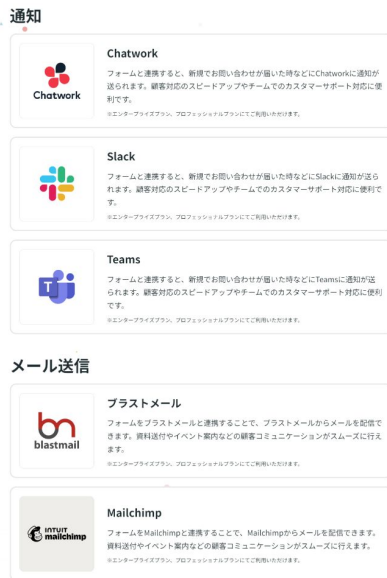 通知
Chatwork
Chatwork
フォームと連携すると、新規でお問い合わせが届いた時などにChatworkに通知が
送られます。顧客対応のスピードアップやチームでのカスタマーサポート対応に便
利です。
※エンタープライズプラン、プロフェッショナルプランにてご利用いただけます。
Slack
フォームと連携すると、新規でお問い合わせが届いた時などにSlackに通知が送ら
れます。顧客対応のスピードアップやチームでのカスタマーサポート対応に便利で
す。
※エンタープライズプラン、プロフェッショナルプランにてご利用いただけます。
T
Teams
フォームと連携すると、新規でお問い合わせが届いた時などにTeamsに通知が送
られます。顧客対応のスピードアップやチームでのカスタマーサポート対応に便利
です。
※エンタープライズプラン、プロフェッショナルプランにてご利用いただけます。
メール送信
bm
blastmail
ブラストメール
フォームをブラストメールと連携することで、ブラストメールからメールを配信で
きます。資料送付やイベント案内などの顧客コミュニケーションがスムーズに行え
ます。
※エンタープライズプラン、プロフェッショナルプランにてご利用いただけます。
INTUIT
mailchimp
Mailchimp
フォームをMailchimpと連携することで、Mailchimpからメールを配信できます。
資料送付やイベント案内などの顧客コミュニケーションがスムーズに行えます。
※エンタープライズプラン、プロフェッショナルプランにてご利用いただけます。